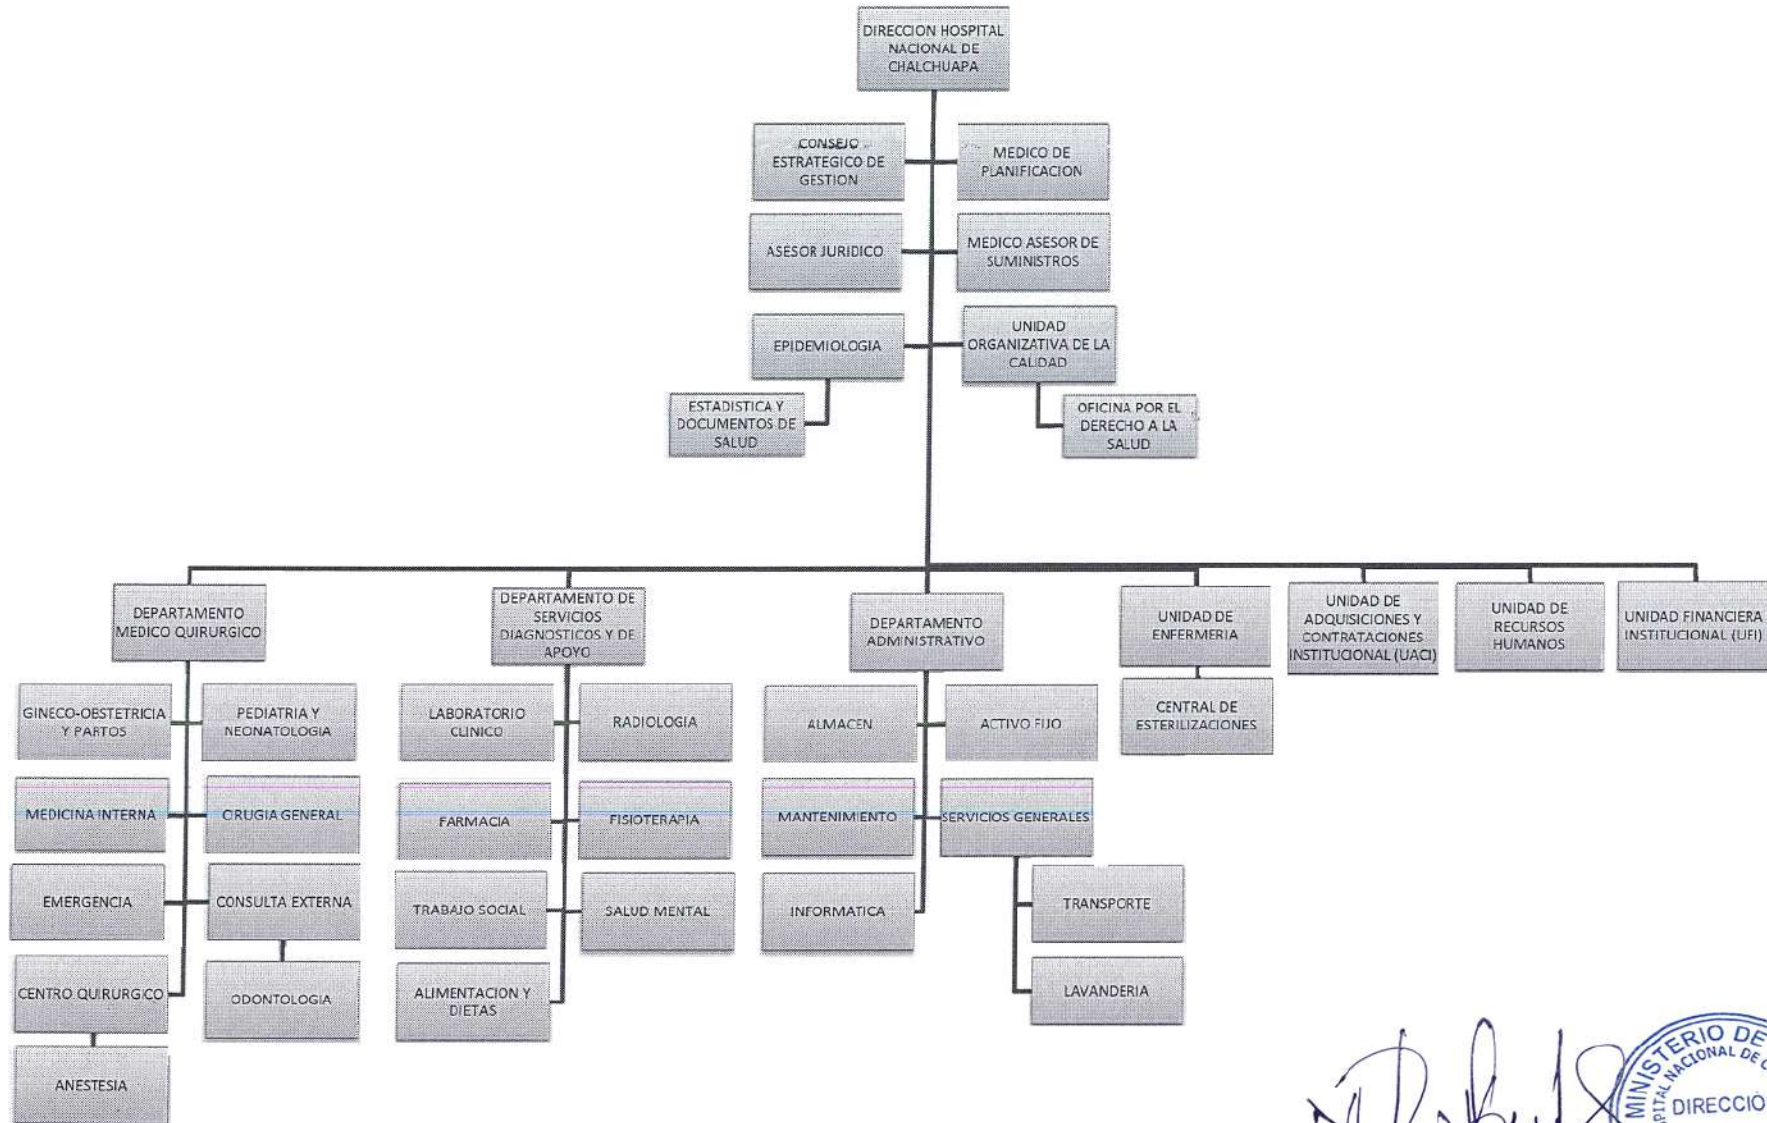 DIRECCION HOSPITAL
NACIONAL DE
CHALCHUAPA
CONSEJO
ESTRATEGICO DE
GESTION
MEDICO DE
PLANIFICACION
ASESOR JURIDICO
MEDICO ASESOR DE
SUMINISTROS
EPIDEMIOLOGIA
UNIDAD
ORGANIZATIVA DE LA
CALIDAD
ESTADISTICA Y
DOCUMENTOS DE
SALUD
OFICINA POR EL
DERECHO A LA
SALUD
DEPARTAMENTO
MEDICO QUIRURGICO
DEPARTAMENTO DE
SERVICIOS
DIAGNOSTICOS Y DE
APOYO
DEPARTAMENTO
ADMINISTRATIVO
UNIDAD DE
ENFERMERIA
UNIDAD DE
ADQUISICIONES Y
CONTRATACIONES
INSTITUCIONAL (UACI)
UNIDAD DE
RECURSOS
HUMANOS
UNIDAD FINANCIERA
INSTITUCIONAL (UFI)
GINECO-OBSTETRICIA
Y PARTOS
PEDIATRIA Y
NEONATOLOGIA
LABORATORIO
CLINICO
RADIOLOGIA
ALMACEN
ACTIVO FIJO
CENTRAL DE
ESTERILIZACIONES
MEDICINA INTERNA
CIRUGIA GENERAL
FARMACIA
FISIOTERAPIA
MANTENIMIENTO
SERVICIOS GENERALES
EMERGENCIA
CONSULTA EXTERNA
TRABAJO SOCIAL
SALUD MENTAL
INFORMATICA
TRANSPORTE
CENTRO QUIRURGICO
ODONTOLOGIA
ALIMENTACION Y
DIETAS
LAVANDERIA
ANESTESIA
MINISTERIO DE
NACIONAL DE
DIRECCIÓ